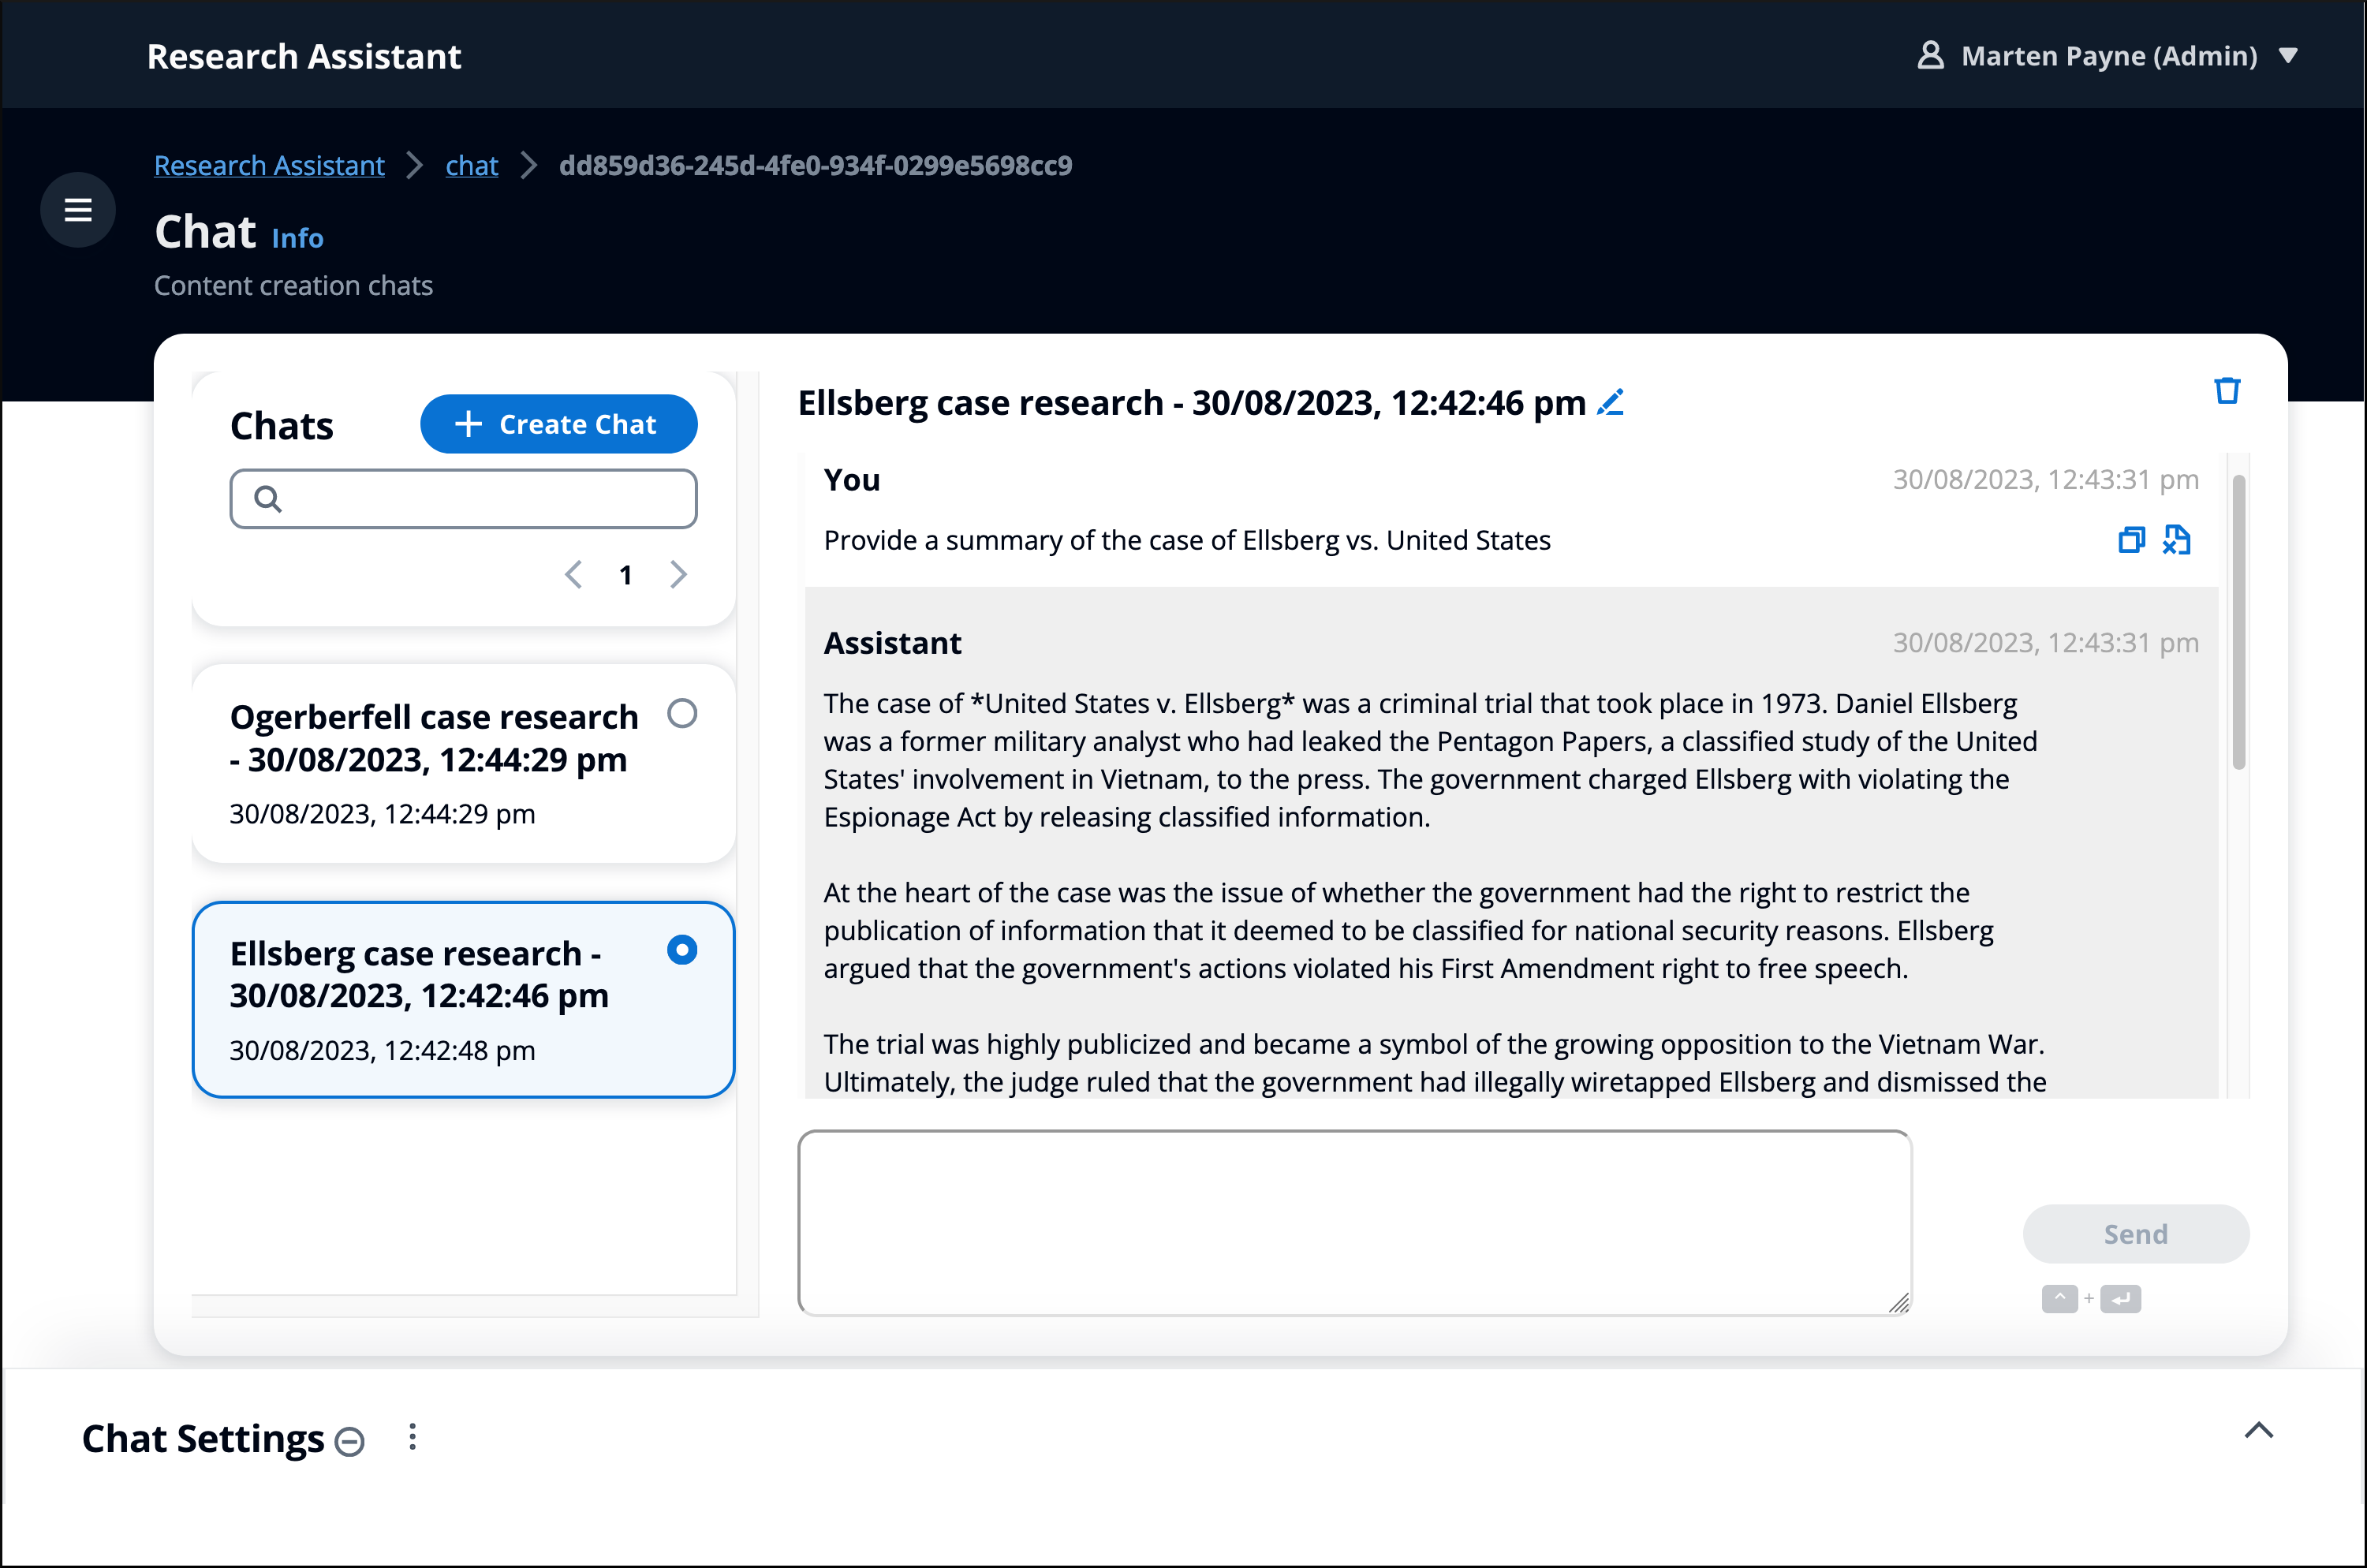 Research Assistant
Marten Payne (Admin)
Research Assistant > chat > dd859d36-245d-4fe0-934f-0299e5698cc9
Chat Info
Content creation chats
Chats
+ Create Chat
1
Ogerberfell case research
- 30/08/2023, 12:44:29 pm
30/08/2023, 12:44:29 pm
Ellsberg case research -
30/08/2023, 12:42:46 pm
30/08/2023, 12:42:48 pm
Ellsberg case research - 30/08/2023, 12:42:46 pm
You
30/08/2023, 12:43:31 pm
Provide a summary of the case of Ellsberg vs. United States
Assistant
30/08/2023, 12:43:31 pm
The case of *United States v. Ellsberg* was a criminal trial that took place in 1973. Daniel Ellsberg
was a former military analyst who had leaked the Pentagon Papers, a classified study of the United
States' involvement in Vietnam, to the press. The government charged Ellsberg with violating the
Espionage Act by releasing classified information.
At the heart of the case was the issue of whether the government had the right to restrict the
publication of information that it deemed to be classified for national security reasons. Ellsberg
argued that the government's actions violated his First Amendment right to free speech.
The trial was highly publicized and became a symbol of the growing opposition to the Vietnam War.
Ultimately, the judge ruled that the government had illegally wiretapped Ellsberg and dismissed the
Send
^ + ↵
Chat Settings